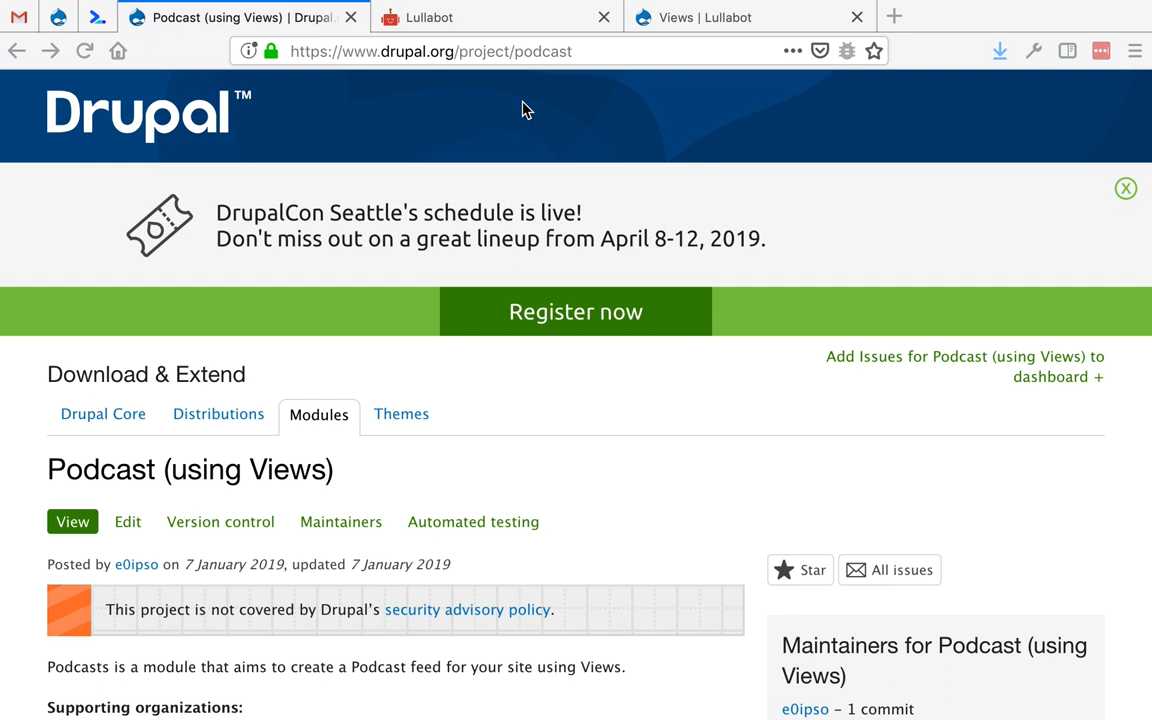 Podcast (using Views) | Drupal.
Lullabot
Views | Lullabot
https://www.drupal.org/project/podcast
Drupal™
DrupalCon Seattle's schedule is live!
Don't miss out on a great lineup from April 8-12, 2019.
Register now
Add Issues for Podcast (using Views) to
dashboard +
Download & Extend
Drupal Core
Distributions
Modules
Themes
Podcast (using Views)
View
Edit
Version control
Maintainers
Automated testing
Posted by e0ipso on 7 January 2019, updated 7 January 2019
Star
All issues
This project is not covered by Drupal's security advisory policy.
Maintainers for Podcast (using
Views)
Podcasts is a module that aims to create a Podcast feed for your site using Views.
Supporting organizations:
e0ipso – 1 commit